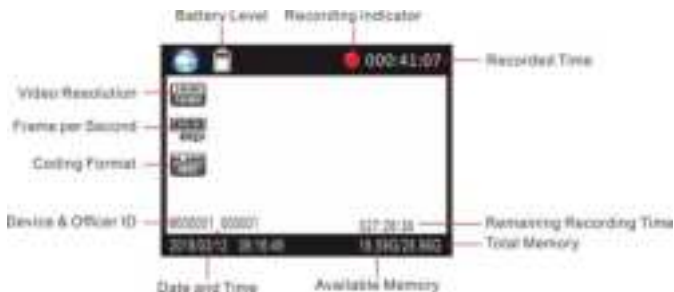 Battery Level Recording Indicator
000:41:07 Recorded Time
Video Resolution
Frame per Second
Coding Format
Device & Officer ID 000001 Remaining Recording Time
Total Memory
Date and Time Available Memory